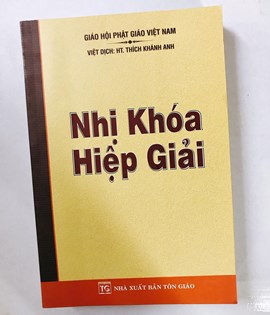 GIÁO HỘI PHẬT GIÁO VIỆT NAM
VIỆT DỊCH: HT. THÍCH KHÁNH ANH
Nhị Khóa
Hiệp Giải
TG
NHÀ XUẤT BẢN TÔN GIÁO